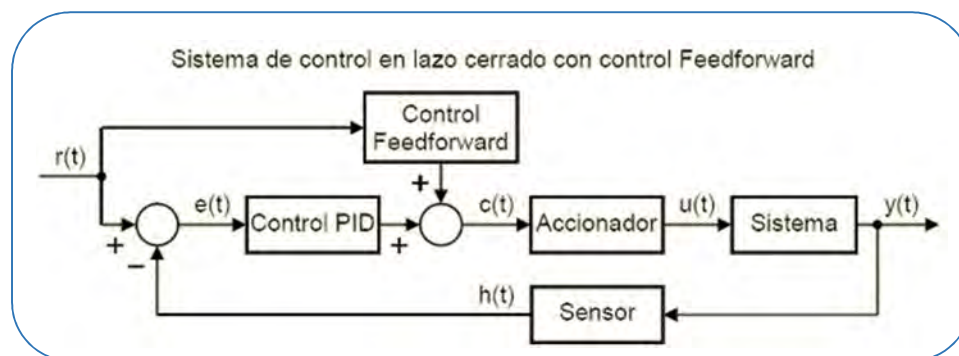 Sistema de control en lazo cerrado con control Feedforward
Control
Feedforward
r(t)
+
e(t)
Control PID
c(t)
Accionador
u(t)
Sistema
y(t)
+
+
−
h(t)
Sensor